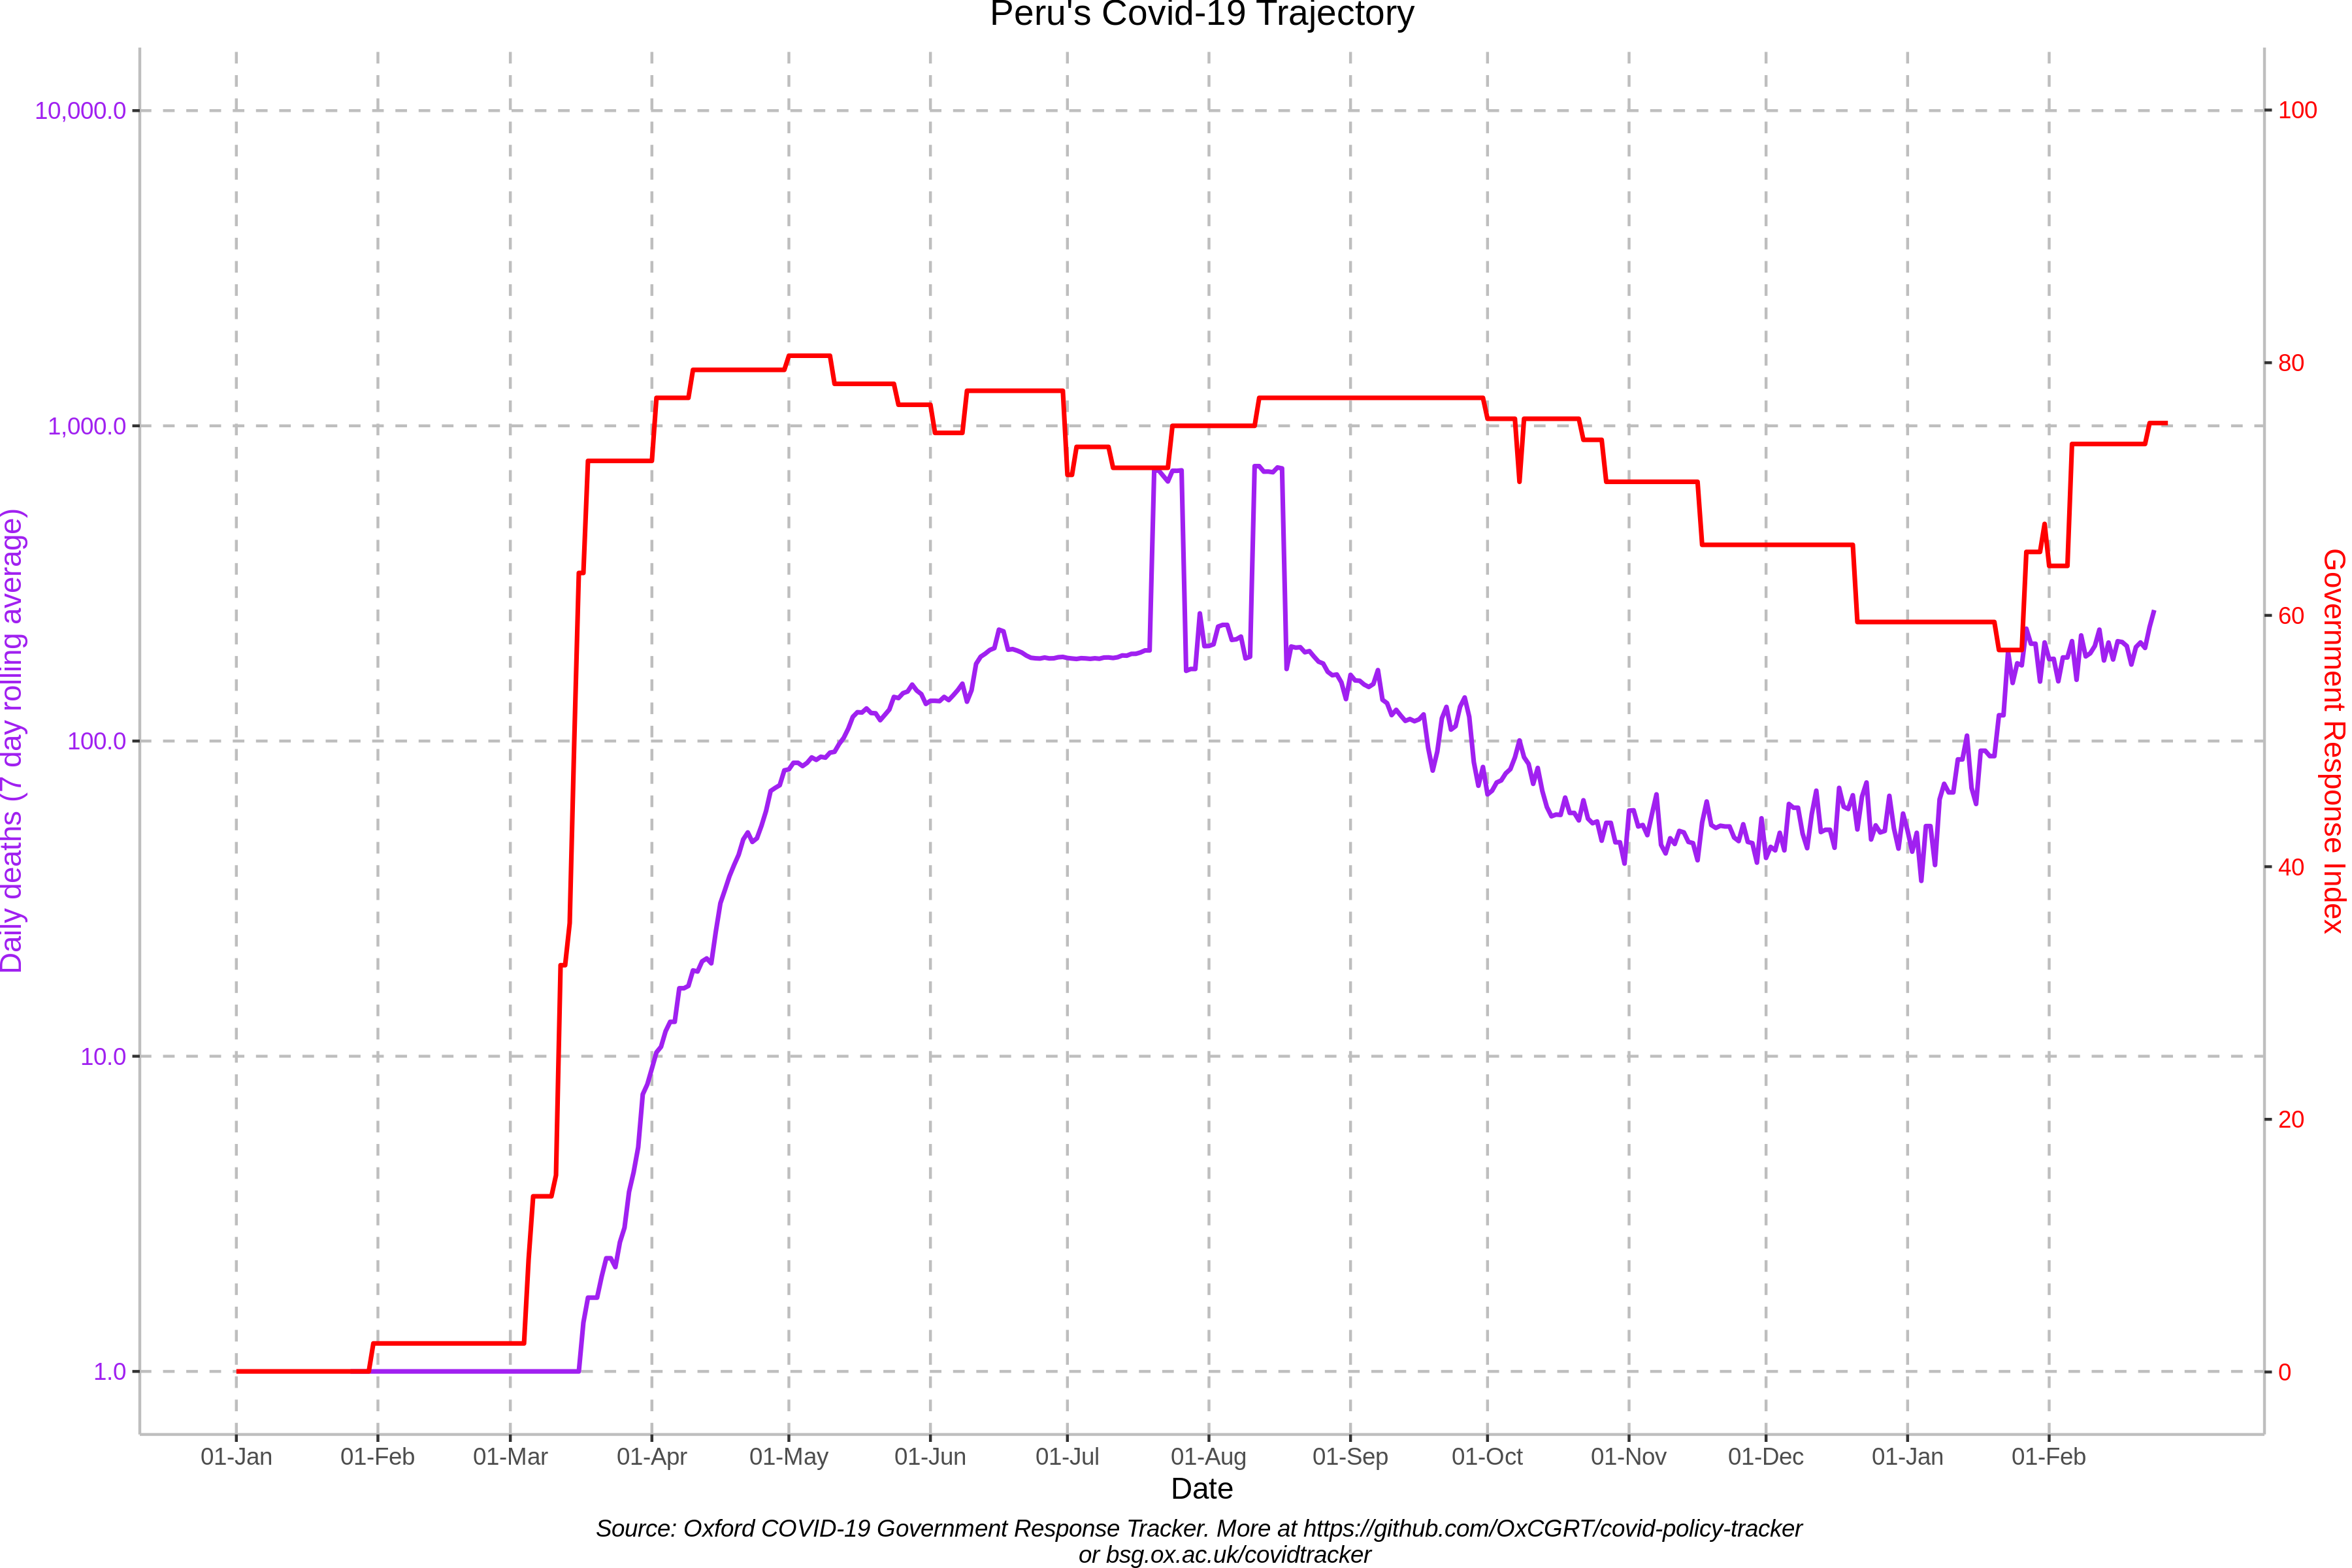 Peru's Covid-19 Trajectory
10,000.0
1,000.0
100.0
10.0
1.0
Daily deaths (7 day rolling average)
100
80
60
40
20
0
Government Response Index
01-Jan 01-Feb 01-Mar 01-Apr 01-May 01-Jun 01-Jul 01-Aug 01-Sep 01-Oct 01-Nov 01-Dec 01-Jan 01-Feb
Date
Source: Oxford COVID-19 Government Response Tracker. More at https://github.com/OxCGRT/covid-policy-tracker
or bsg.ox.ac.uk/covidtracker